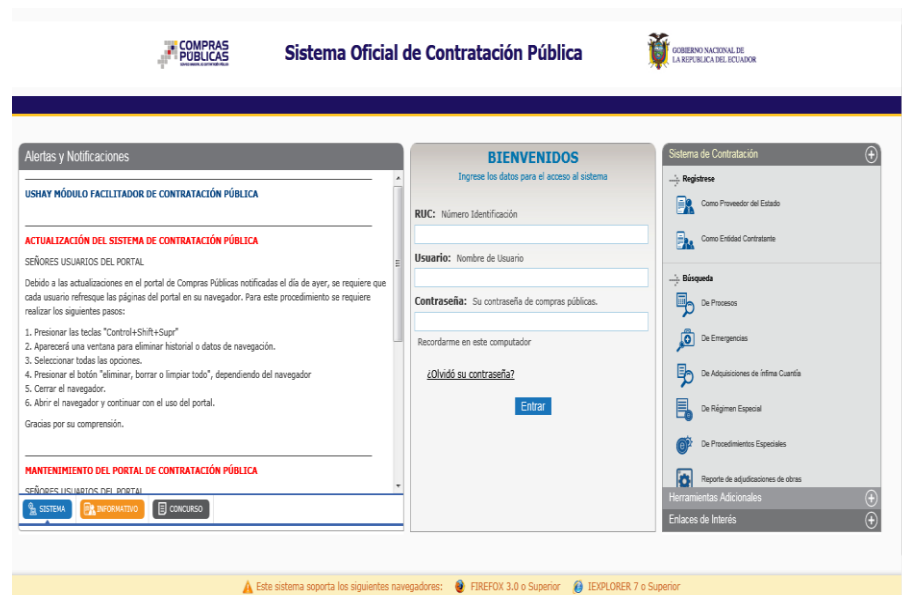 COMPRAS
PÚBLICAS
Sistema Oficial de Contratación Pública
GOBIERNO NACIONAL DE
LA REPUBLICA DEL ECUADOR
Alertas y Notificaciones
USHAY MÓDULO FACILITADOR DE CONTRATACIÓN PÚBLICA
ACTUALIZACIÓN DEL SISTEMA DE CONTRATACIÓN PÚBLICA
SEÑORES USUARIOS DEL PORTAL
Debido a las actualizaciones en el portal de Compras Públicas notificadas el día de ayer, se requiere que
cada usuario refresque las páginas del portal en su navegador. Para este procedimiento se requiere
realizar los siguientes pasos:
1. Presionar las teclas "Control+Shift+Supr"
2. Aparecerá una ventana para eliminar historial o datos de navegación.
3. Seleccionar todas las opciones.
4. Presionar el botón "eliminar, borrar o limpiar todo", dependiendo del navegador
5. Cerrar el navegador.
6. Abrir el navegador y continuar con el uso del portal.
Gracias por su comprensión.
MANTENIMIENTO DEL PORTAL DE CONTRATACIÓN PÚBLICA
SEÑORES USUARIOS DEL PORTAL
SISTEMA
INFORMATIVO
CONCURSO
BIENVENIDOS
Ingrese los datos para el acceso al sistema
RUC: Número Identificación
Usuario: Nombre de Usuario
Contraseña: Su contraseña de compras públicas.
Recordarme en este computador
¿Olvidó su contraseña?
Entrar
Sistema de Contratación
Regístrese
Como Proveedor del Estado
Como Entidad Contratante
Búsqueda
De Procesos
De Emergencias
De Adquisiciones de Ínfima Cuantía
De Régimen Especial
De Procedimientos Especiales
Reporte de adjudicaciones de obras
Herramientas Adicionales
Enlaces de Interés
Este sistema soporta los siguientes navegadores: FIREFOX 3.0 o Superior IEXPLORER 7 o Superior